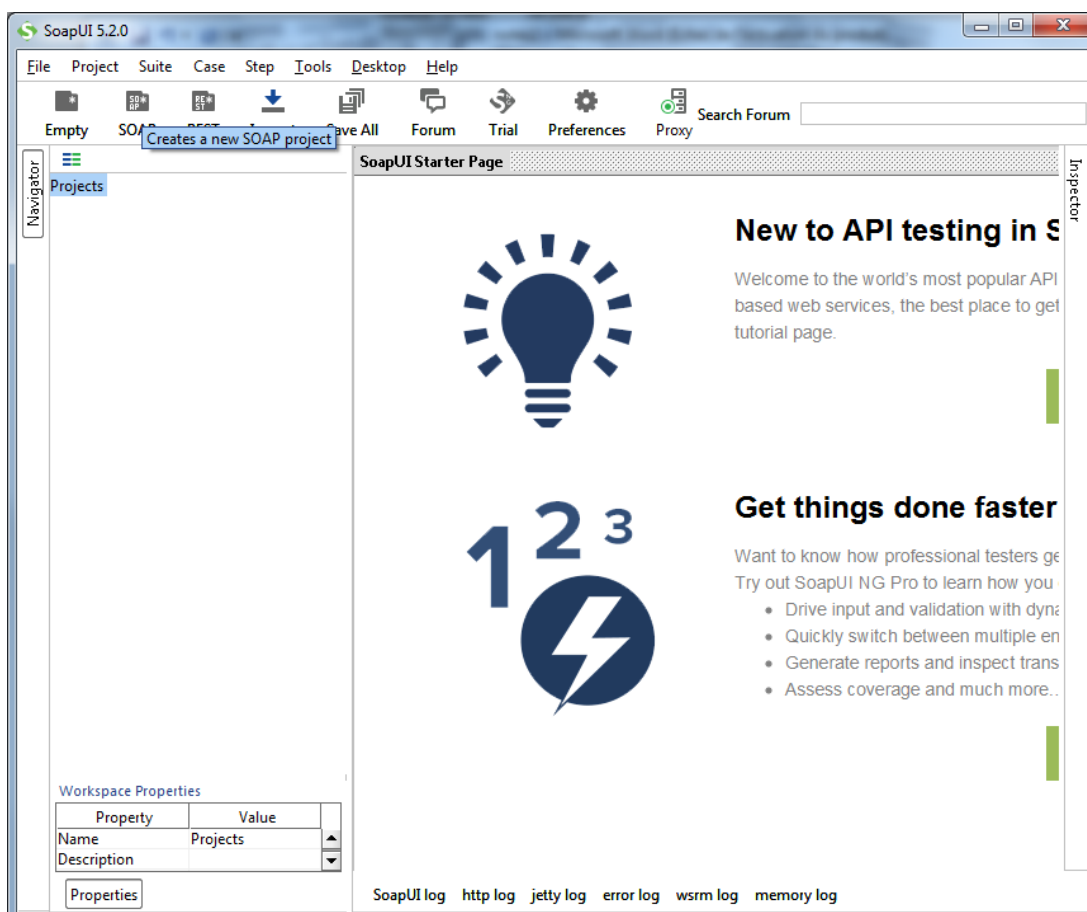 SoapUI 5.2.0
File Project Suite Case Step Tools Desktop Help
Empty SOAP Save All Forum Trial Preferences Proxy Search Forum
Creates a new SOAP project
Navigator
Projects
SoapUI Starter Page
Inspector
New to API testing in S
Welcome to the world's most popular API
based web services, the best place to get
tutorial page.
1 2 3
Get things done faster
Want to know how professional testers ge
Try out SoapUI NG Pro to learn how you
Drive input and validation with dyna
Quickly switch between multiple en
Generate reports and inspect trans
Assess coverage and much more..
Workspace Properties
Property Value
Name Projects
Description
Properties
SoapUI log http log jetty log error log wsrm log memory log